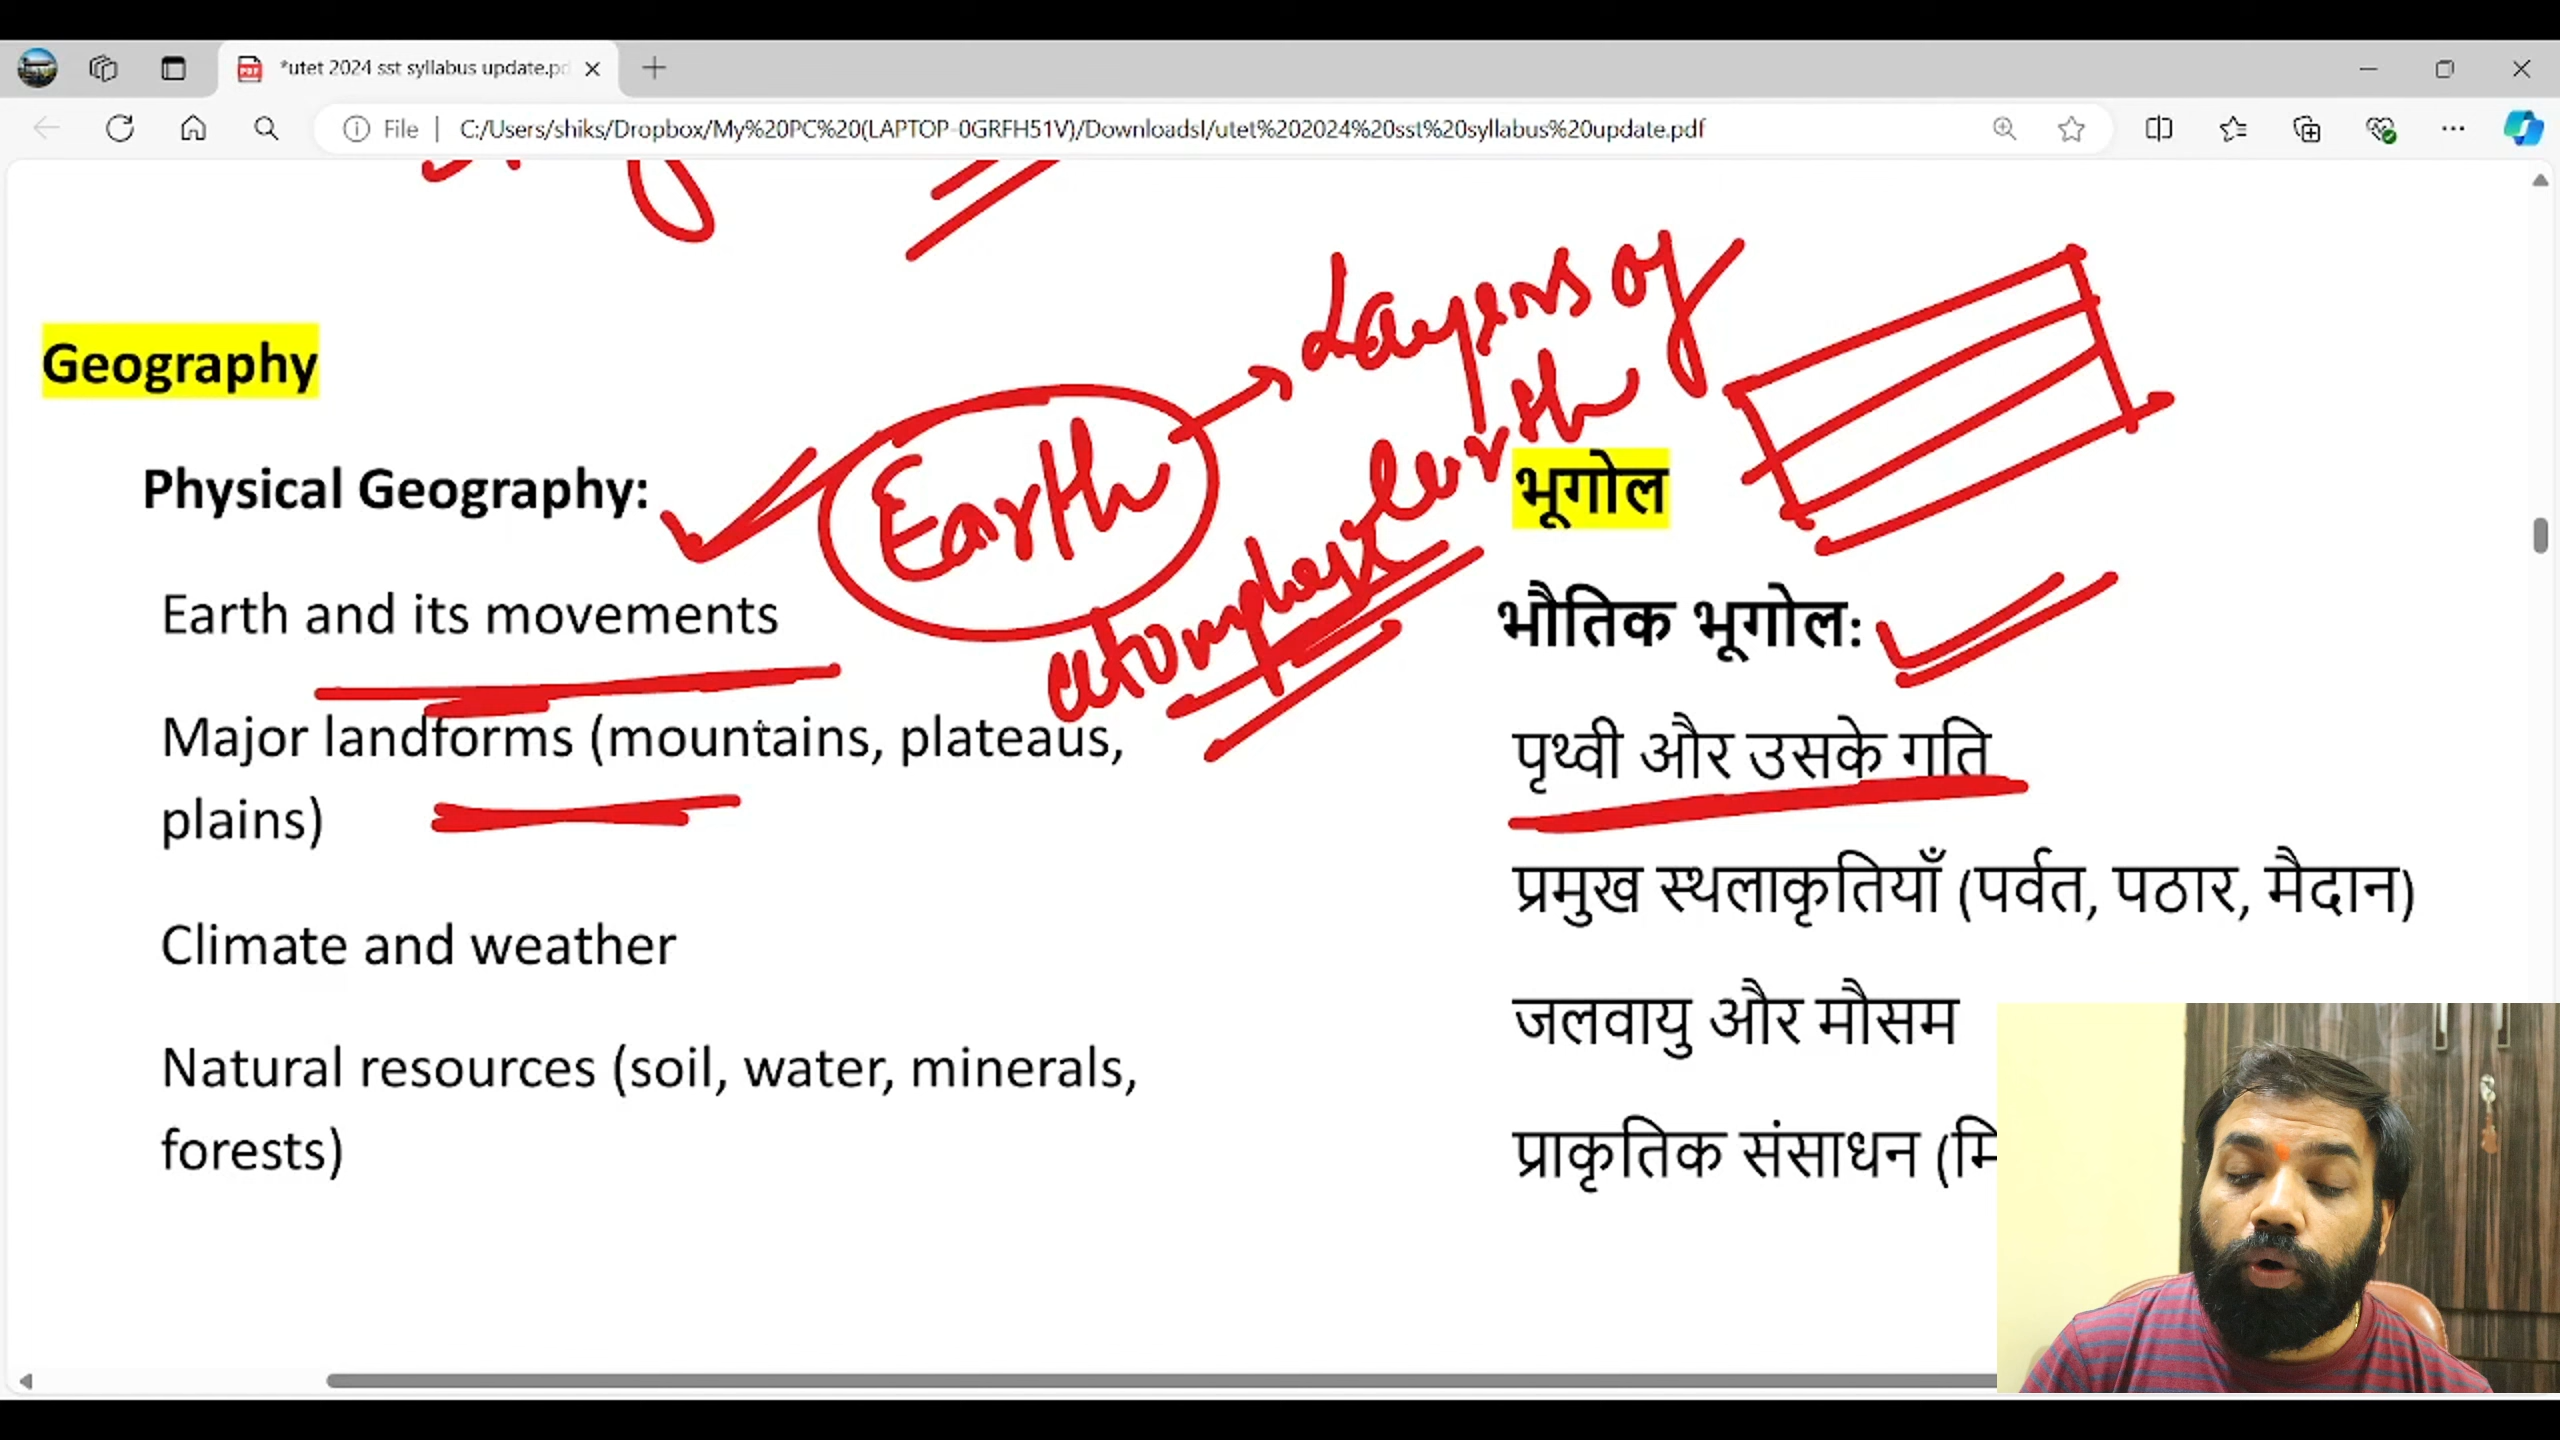 *utet 2024 sst syllabus update.pd
File | C:/Users/shiks/Dropbox/My%20PC%20(LAPTOP-0GRFH51V)/DownloadsI/utet%202024%20sst%20syllabus%20update.pdf
Geography
Physical Geography:
Earth and its movements
Major landforms (mountains, plateaus,
plains)
Climate and weather
Natural resources (soil, water, minerals,
forests)
Earth
Layers of
earth
भूगोल
भौतिक भूगोल:
पृथ्वी और उसके गति
प्रमुख स्थलाकृतियाँ (पर्वत, पठार, मैदान)
जलवायु और मौसम
प्राकृतिक संसाधन (मि